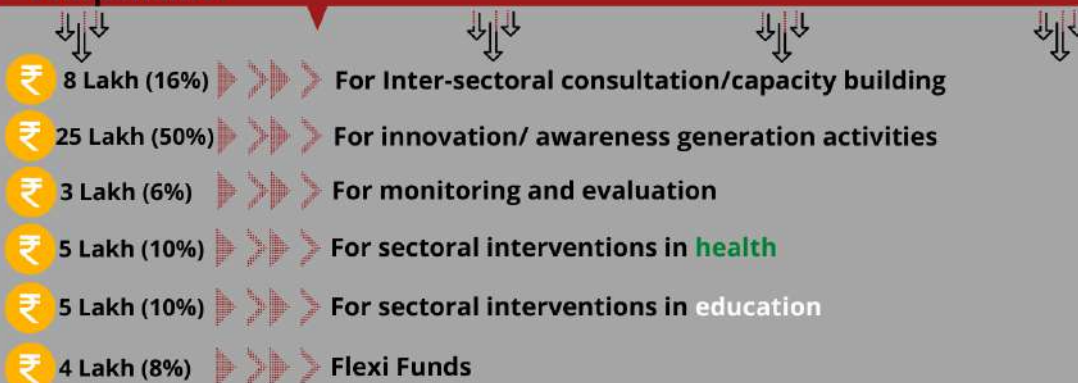 ₹ 8 Lakh (16%) For Inter-sectoral consultation/capacity building
₹ 25 Lakh (50%) For innovation/ awareness generation activities
₹ 3 Lakh (6%) For monitoring and evaluation
₹ 5 Lakh (10%) For sectoral interventions in health
₹ 5 Lakh (10%) For sectoral interventions in education
₹ 4 Lakh (8%) Flexi Funds